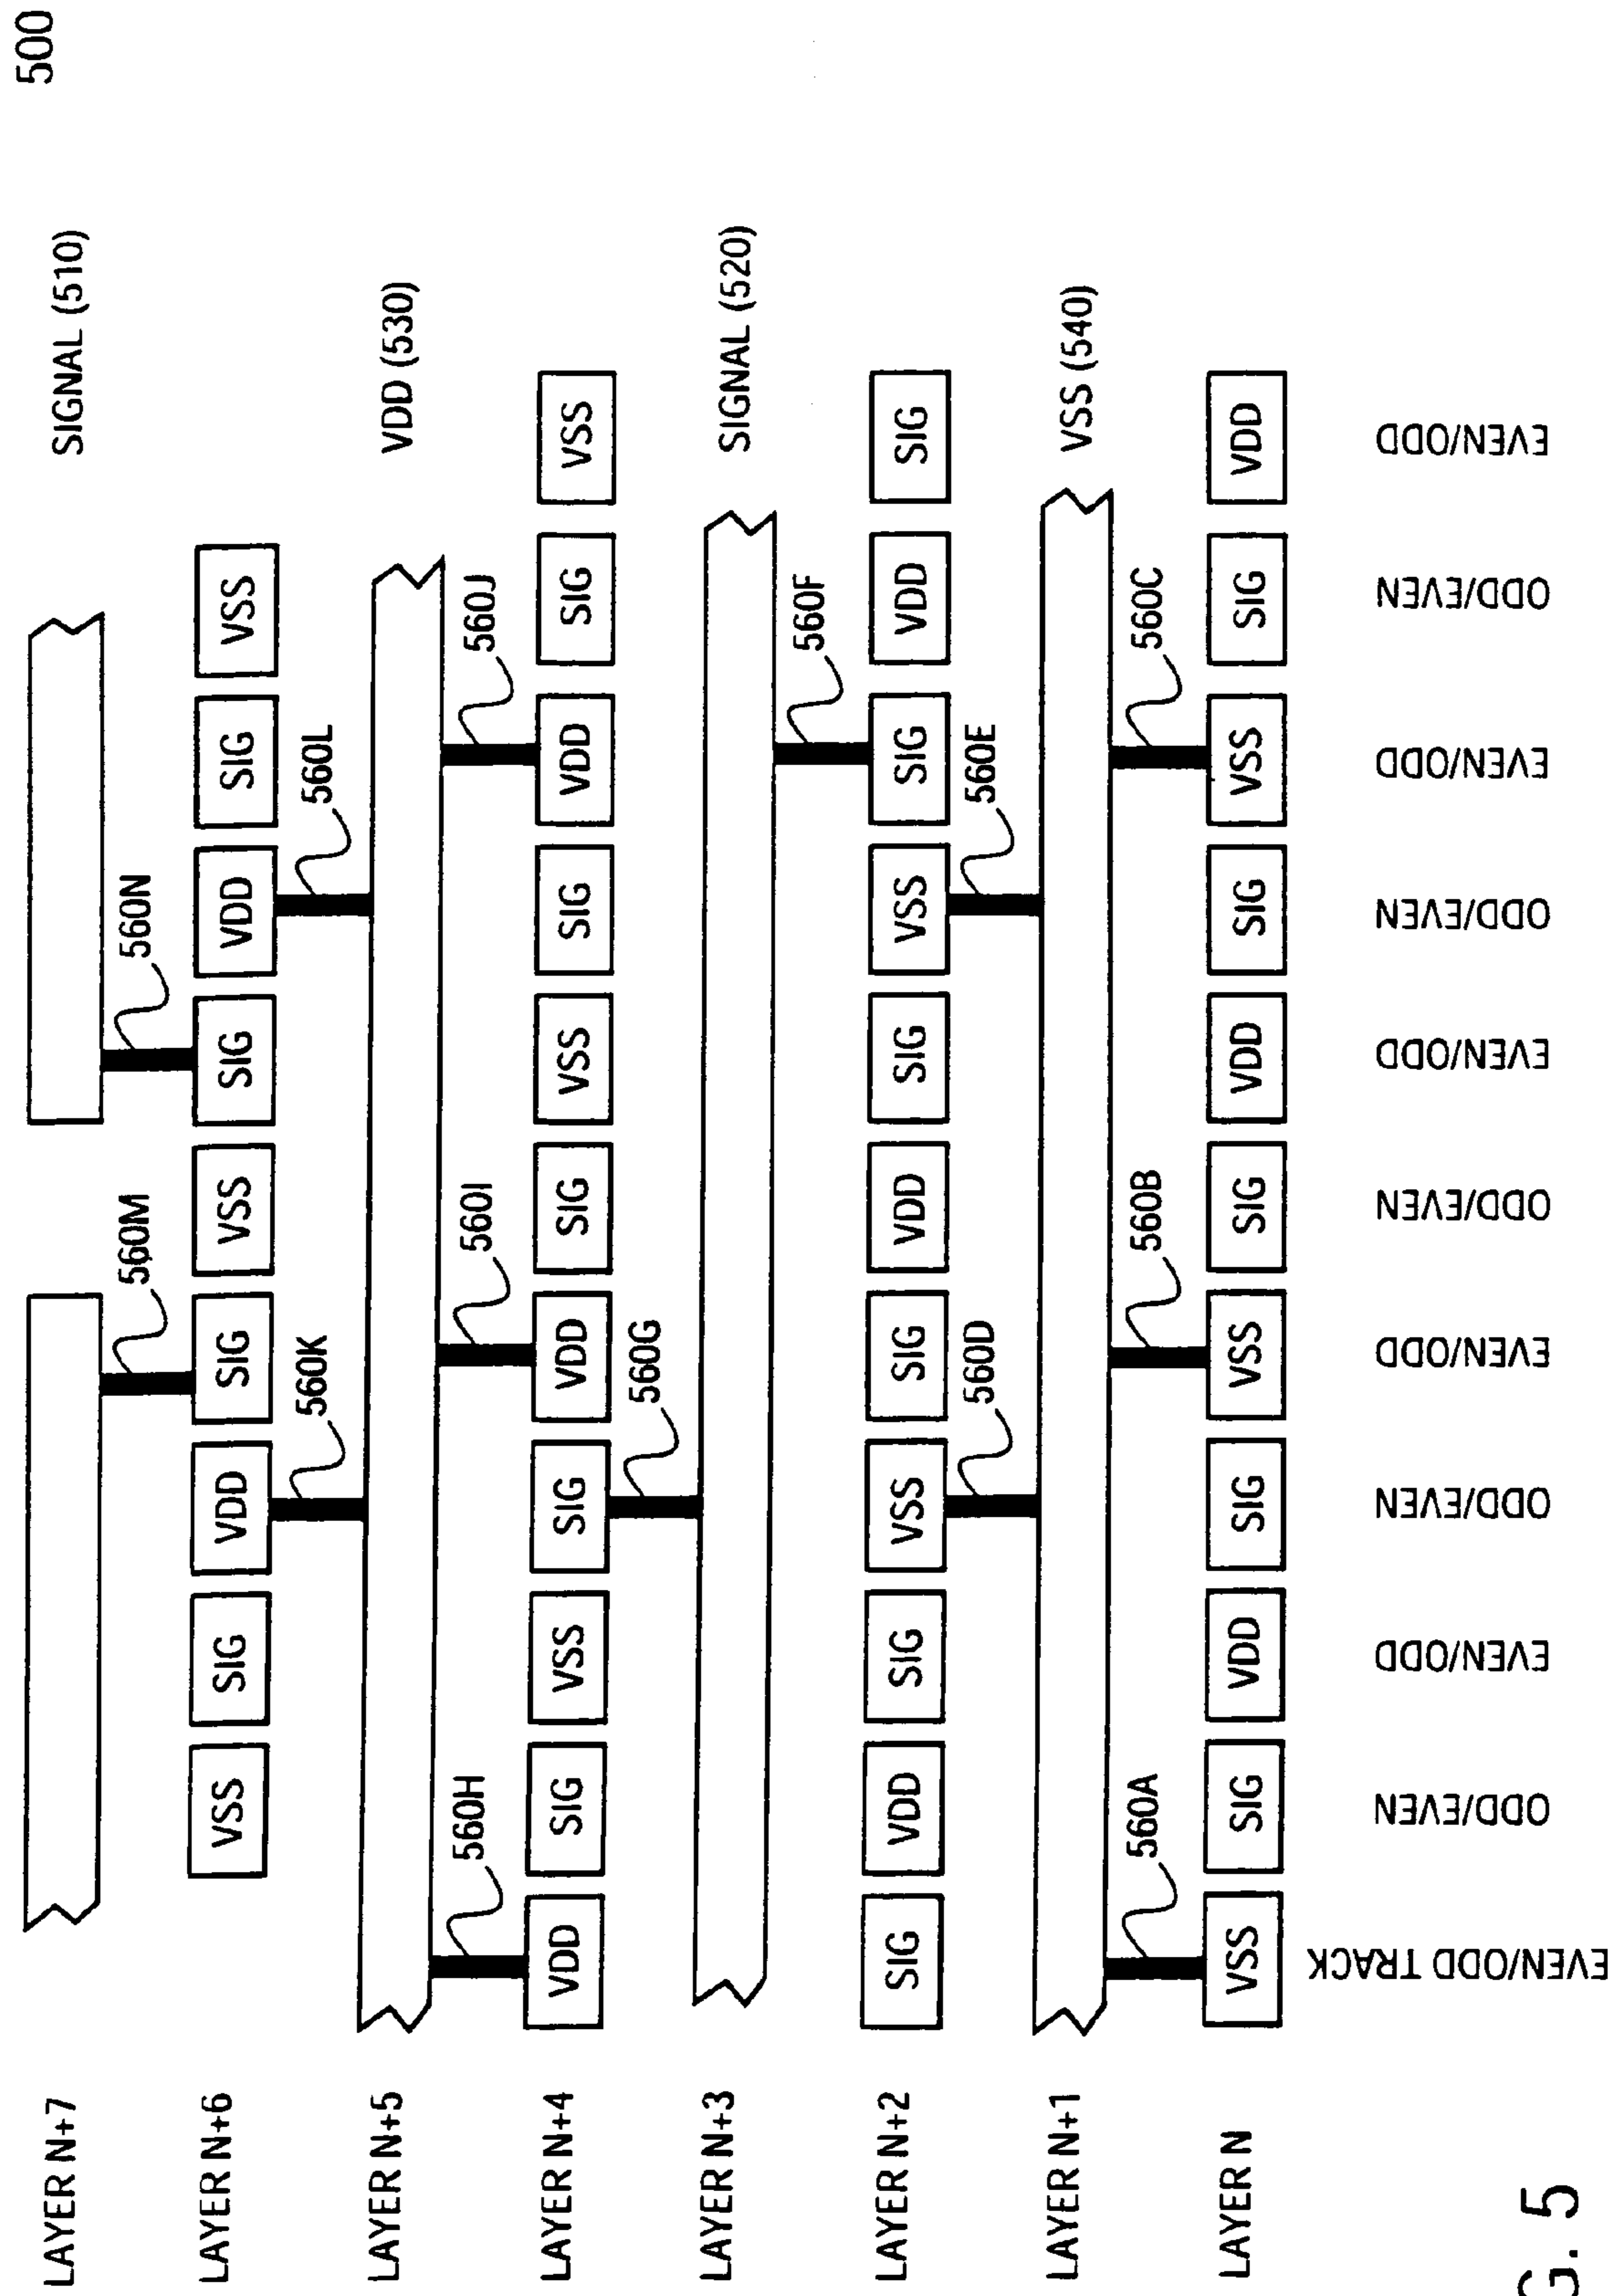 500
LAYER N+7 SIGNAL (510)
560M 560N
LAYER N+6 VSS SIG VDD SIG VSS SIG VDD SIG VSS
560K 560L
LAYER N+5 VDD (530)
560H 560I 560J
LAYER N+4 VDD SIG VSS SIG VDD SIG VSS SIG VDD SIG VSS
560G
LAYER N+3 SIGNAL (520)
560F
LAYER N+2 SIG VDD SIG VSS SIG VDD SIG VSS SIG VDD SIG
560D 560E
LAYER N+1 VSS (540)
560A 560B 560C
LAYER N VSS SIG VDD SIG VSS SIG VDD SIG VSS SIG VDD
EVEN/ODD TRACK
ODD/EVEN
EVEN/ODD
ODD/EVEN
EVEN/ODD
ODD/EVEN
EVEN/ODD
ODD/EVEN
EVEN/ODD
ODD/EVEN
EVEN/ODD
G. 5